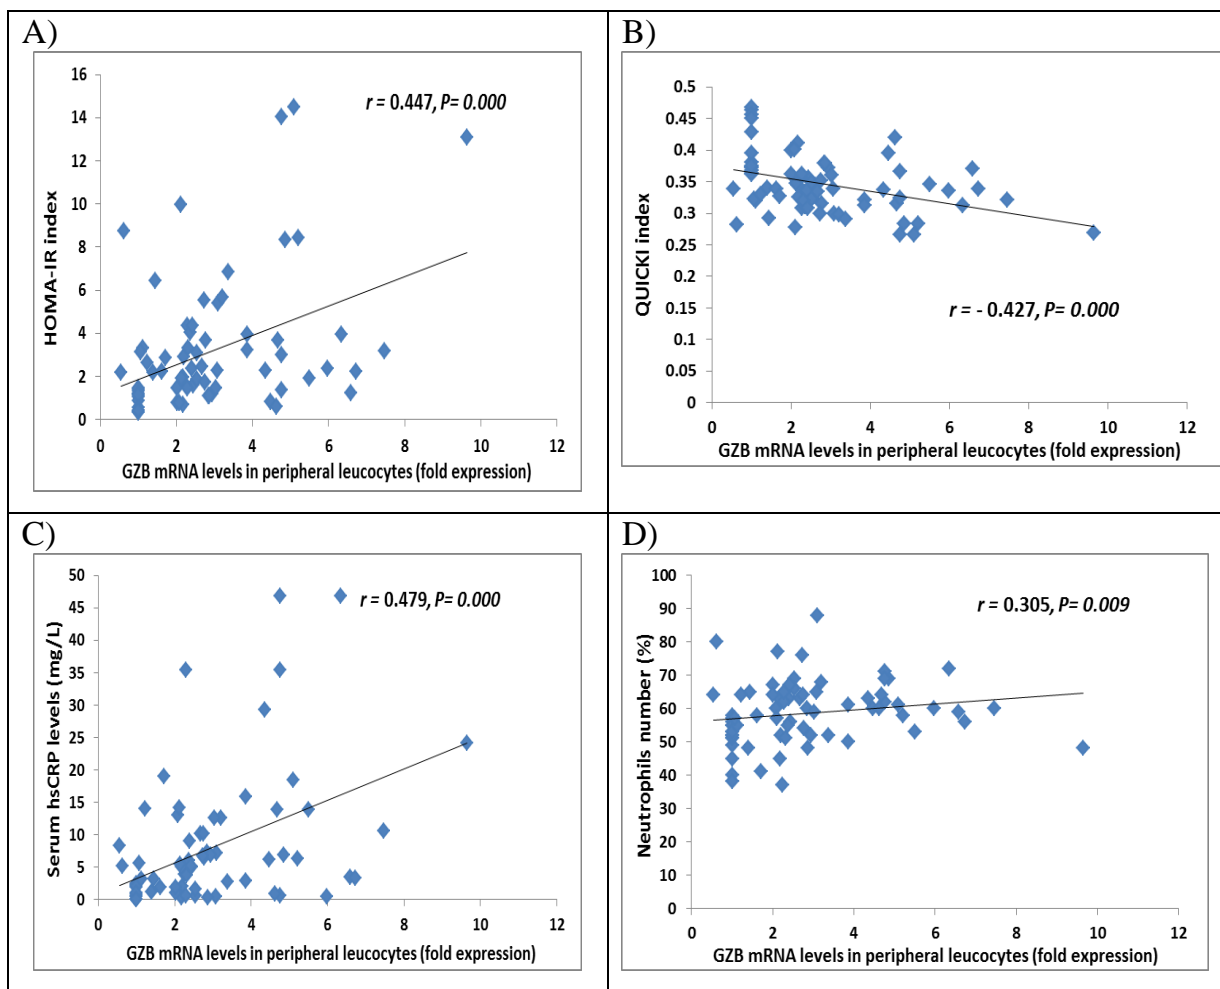 A)
16
14
12
10
8
6
4
2
0
0 2 4 6 8 10 12
HOMA-IR index
r = 0.447, P= 0.000
GZB mRNA levels in peripheral leucocytes (fold expression)
B)
0.5
0.45
0.4
0.35
0.3
0.25
0.2
0.15
0.1
0.05
0
0 2 4 6 8 10 12
QUICKI index
r = - 0.427, P= 0.000
GZB mRNA levels in peripheral leucocytes (fold expression)
C)
50
45
40
35
30
25
20
15
10
5
0
0 2 4 6 8 10 12
Serum hsCRP levels (mg/L)
r = 0.479, P= 0.000
GZB mRNA levels in peripheral leucocytes (fold expression)
D)
100
90
80
70
60
50
40
30
20
10
0
0 2 4 6 8 10 12
Neutrophils number (%)
r = 0.305, P= 0.009
GZB mRNA levels in peripheral leucocytes (fold expression)